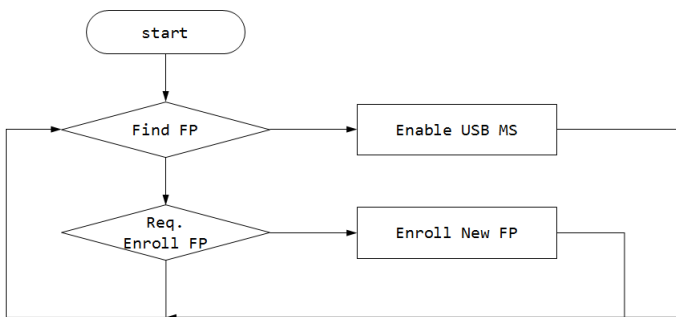 start
Find FP
Enable USB MS
Req.
Enroll FP
Enroll New FP